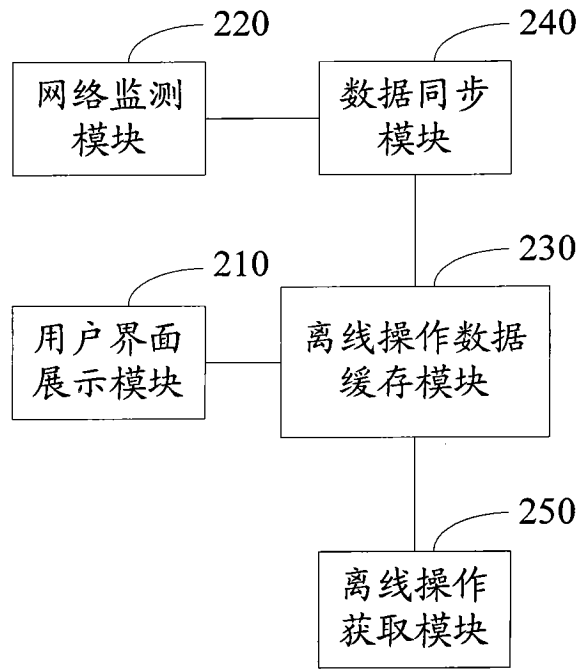 220
网络监测
模块
240
数据同步
模块
210
用户界面
展示模块
230
离线操作数据
缓存模块
250
离线操作
获取模块